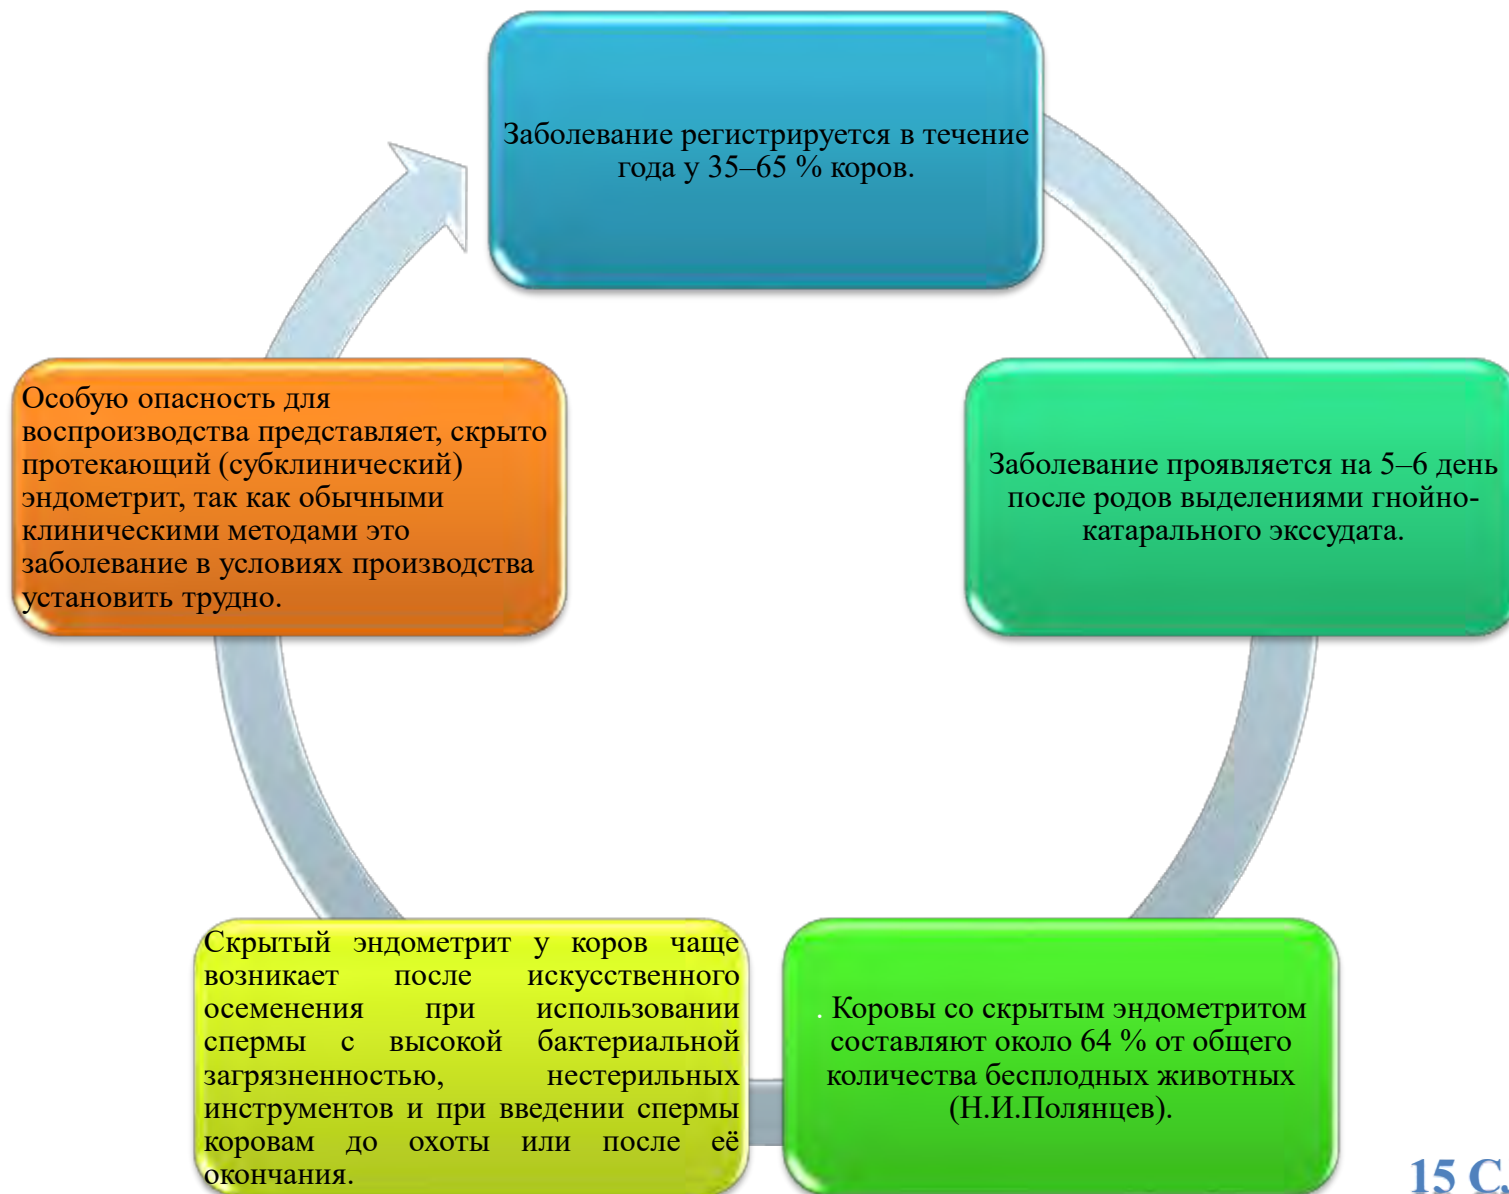 Заболевание регистрируется в течение
года у 35–65 % коров.
Заболевание проявляется на 5–6 день
после родов выделениями гнойно-
катарального экссудата.
. Коровы со скрытым эндометритом
составляют около 64 % от общего
количества бесплодных животных
(Н.И.Полянцев).
Скрытый эндометрит у коров чаще
возникает после искусственного
осеменения при использовании
спермы с высокой бактериальной
загрязненностью, нестерильных
инструментов и при введении спермы
коровам до охоты или после её
окончания.
Особую опасность для
воспроизводства представляет, скрыто
протекающий (субклинический)
эндометрит, так как обычными
клиническими методами это
заболевание в условиях производства
установить трудно.
15 С.